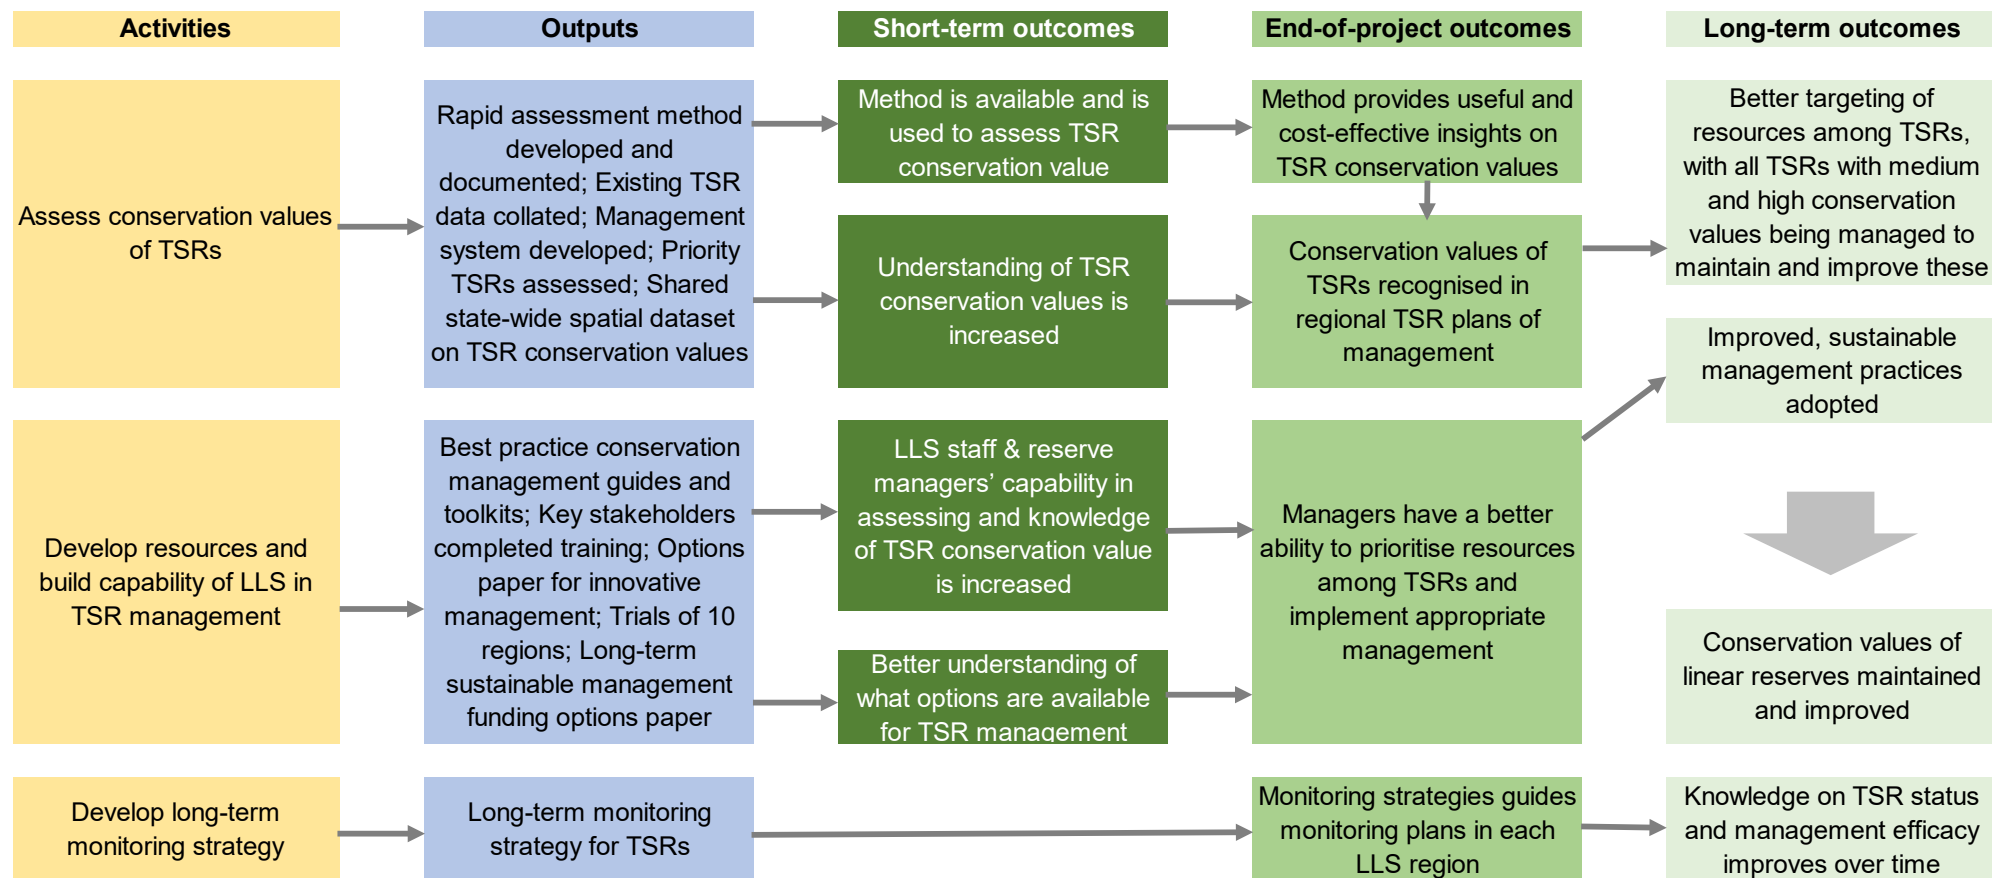 Activities
Outputs
Short-term outcomes
End-of-project outcomes
Long-term outcomes
Assess conservation values
of TSRs
Rapid assessment method
developed and
documented; Existing TSR
data collated; Management
system developed; Priority
TSRs assessed; Shared
state-wide spatial dataset
on TSR conservation values
Method is available and is
used to assess TSR
conservation value
Understanding of TSR
conservation values is
increased
Method provides useful and
cost-effective insights on
TSR conservation values
Conservation values of
TSRs recognised in
regional TSR plans of
management
Better targeting of
resources among TSRs,
with all TSRs with medium
and high conservation
values being managed to
maintain and improve these
Improved, sustainable
management practices
adopted
Develop resources and
build capability of LLS in
TSR management
Best practice conservation
management guides and
toolkits; Key stakeholders
completed training; Options
paper for innovative
management; Trials of 10
regions; Long-term
sustainable management
funding options paper
LLS staff & reserve
managers’ capability in
assessing and knowledge
of TSR conservation value
is increased
Better understanding of
what options are available
for TSR management
Managers have a better
ability to prioritise resources
among TSRs and
implement appropriate
management
Conservation values of
linear reserves maintained
and improved
Develop long-term
monitoring strategy
Long-term monitoring
strategy for TSRs
Monitoring strategies guides
monitoring plans in each
LLS region
Knowledge on TSR status
and management efficacy
improves over time